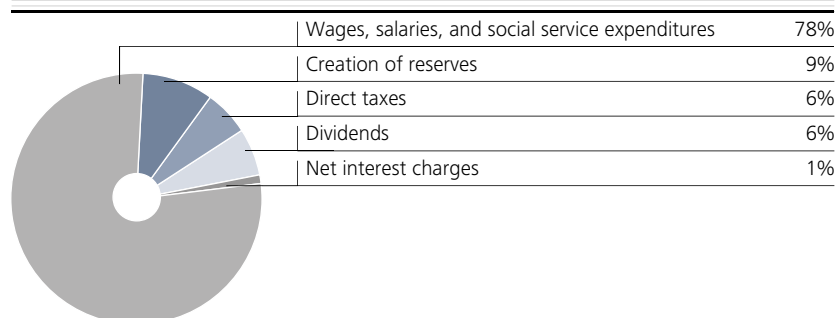 Wages, salaries, and social service expenditures 78%
Creation of reserves 9%
Direct taxes 6%
Dividends 6%
Net interest charges 1%